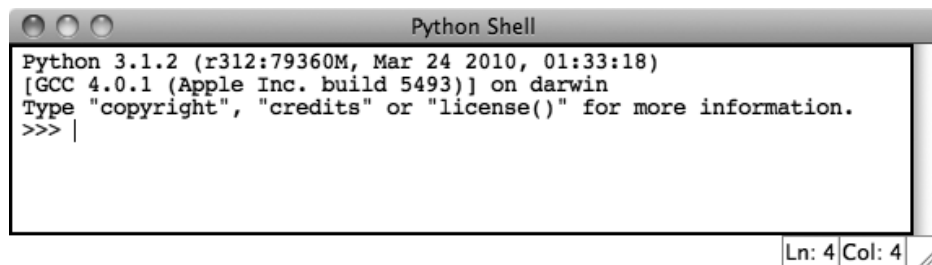 Python Shell
Python 3.1.2 (r312:79360M, Mar 24 2010, 01:33:18)
[GCC 4.0.1 (Apple Inc. build 5493)] on darwin
Type "copyright", "credits" or "license()" for more information.
>>>
Ln: 4 Col: 4